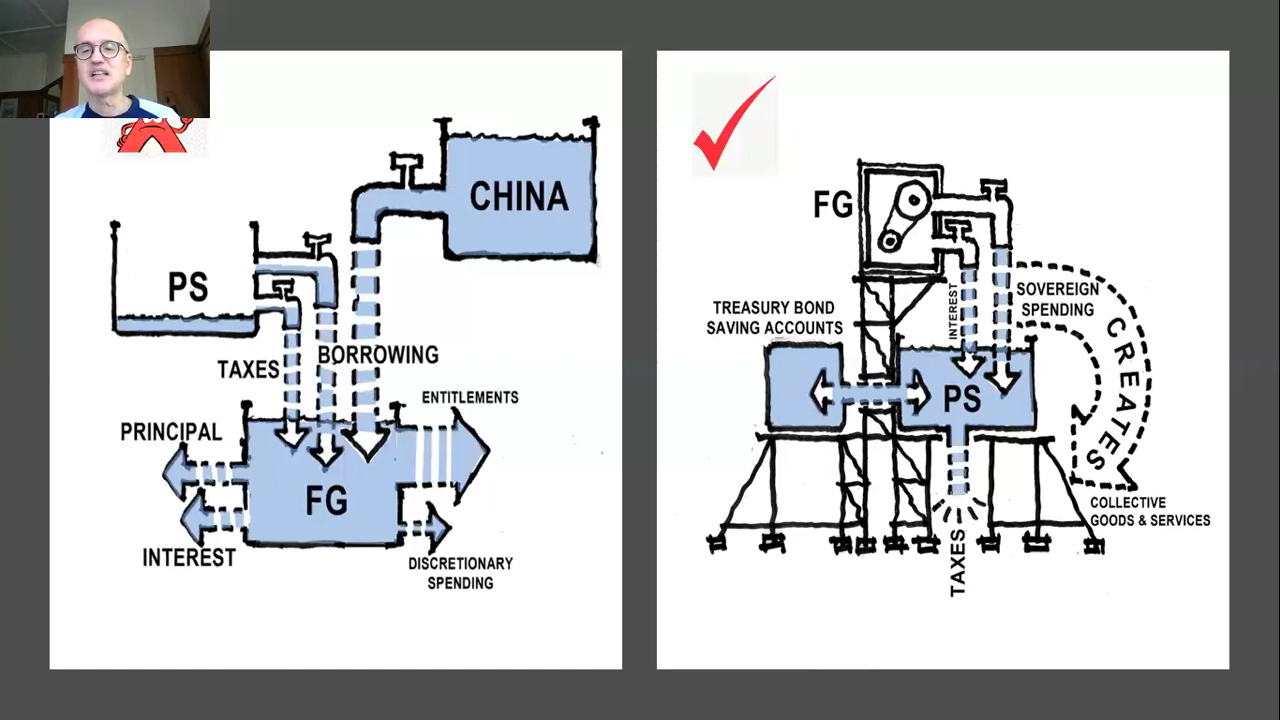 CHINA
PS
TAXES
BORROWING
ENTITLEMENTS
PRINCIPAL
FG
INTEREST
DISCRETIONARY
SPENDING
FG
INTEREST
SOVEREIGN
SPENDING
TREASURY BOND
SAVING ACCOUNTS
CREATES
PS
COLLECTIVE
GOODS & SERVICES
TAXES